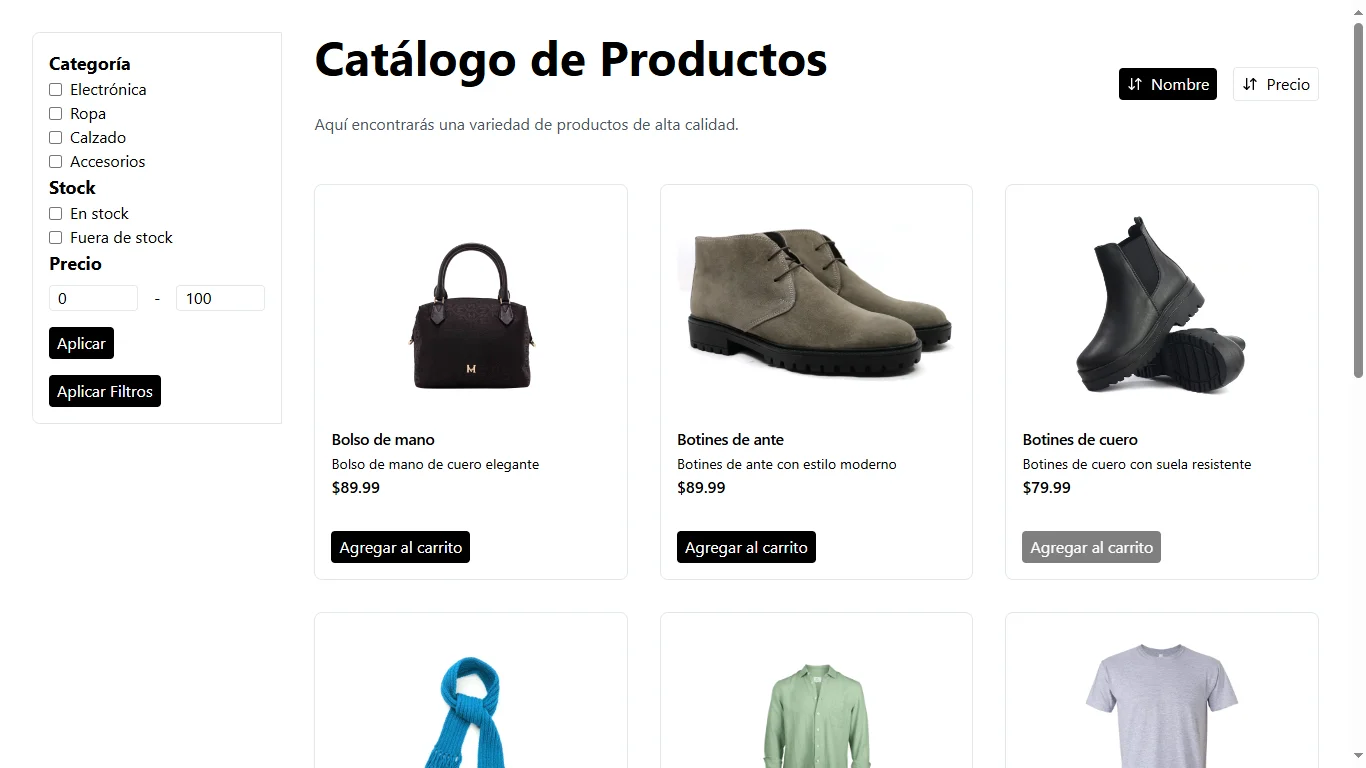 Categoría
Electrónica
Ropa
Calzado
Accesorios
Stock
En stock
Fuera de stock
Precio
0 - 100
Aplicar
Aplicar Filtros
Catálogo de Productos
Nombre
Precio
Aquí encontrarás una variedad de productos de alta calidad.
M
Bolso de mano
Bolso de mano de cuero elegante
$89.99
Agregar al carrito
Botines de ante
Botines de ante con estilo moderno
$89.99
Agregar al carrito
Botines de cuero
Botines de cuero con suela resistente
$79.99
Agregar al carrito